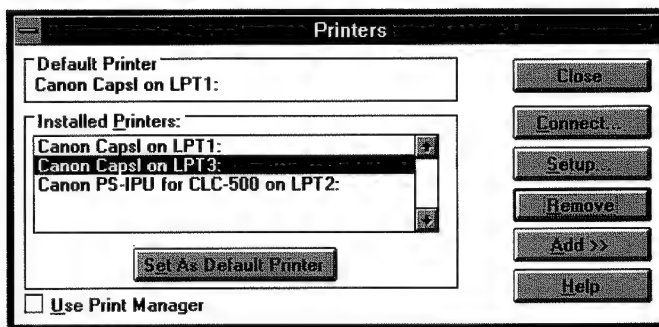 Printers
Default Printer
Canon Capsl on LPT1:
Installed Printers:
Canon Capsl on LPT1:
Canon Capsl on LPT3:
Canon PS-IPU for CLC-500 on LPT2:
Set As Default Printer
Use Print Manager
Close
Connect...
Setup...
Remove
Add >>
Help